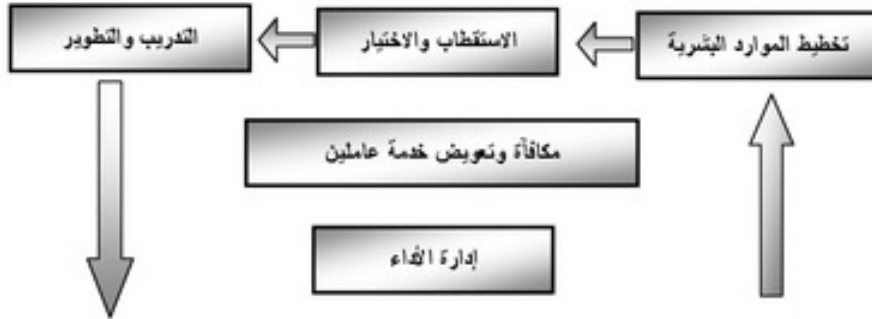 تخطيط الموارد البشرية
الاستقطاب والاختيار
التدريب والتطوير
مكافأة وتعويض خدمة عاملين
إدارة الأداء